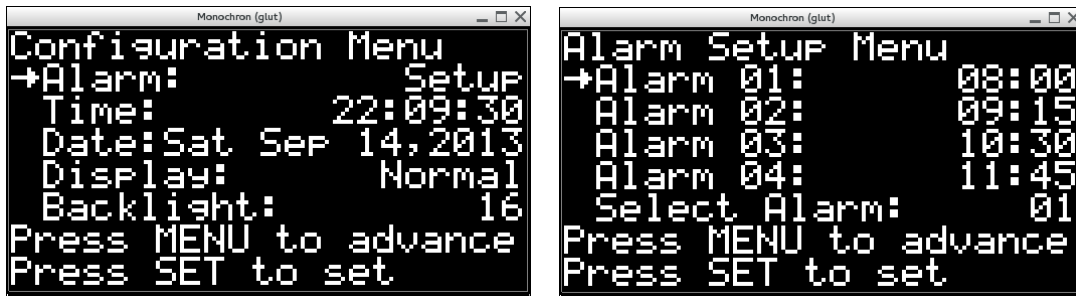 Monochron (glut)
Configuration Menu
→Alarm: Setup
Time: 22:09:30
Date:Sat Sep 14,2013
Display: Normal
Backlight: 16
Press MENU to advance
Press SET to set
Monochron (glut)
Alarm Setup Menu
→Alarm 01: 08:00
Alarm 02: 09:15
Alarm 03: 10:30
Alarm 04: 11:45
Select Alarm: 01
Press MENU to advance
Press SET to set